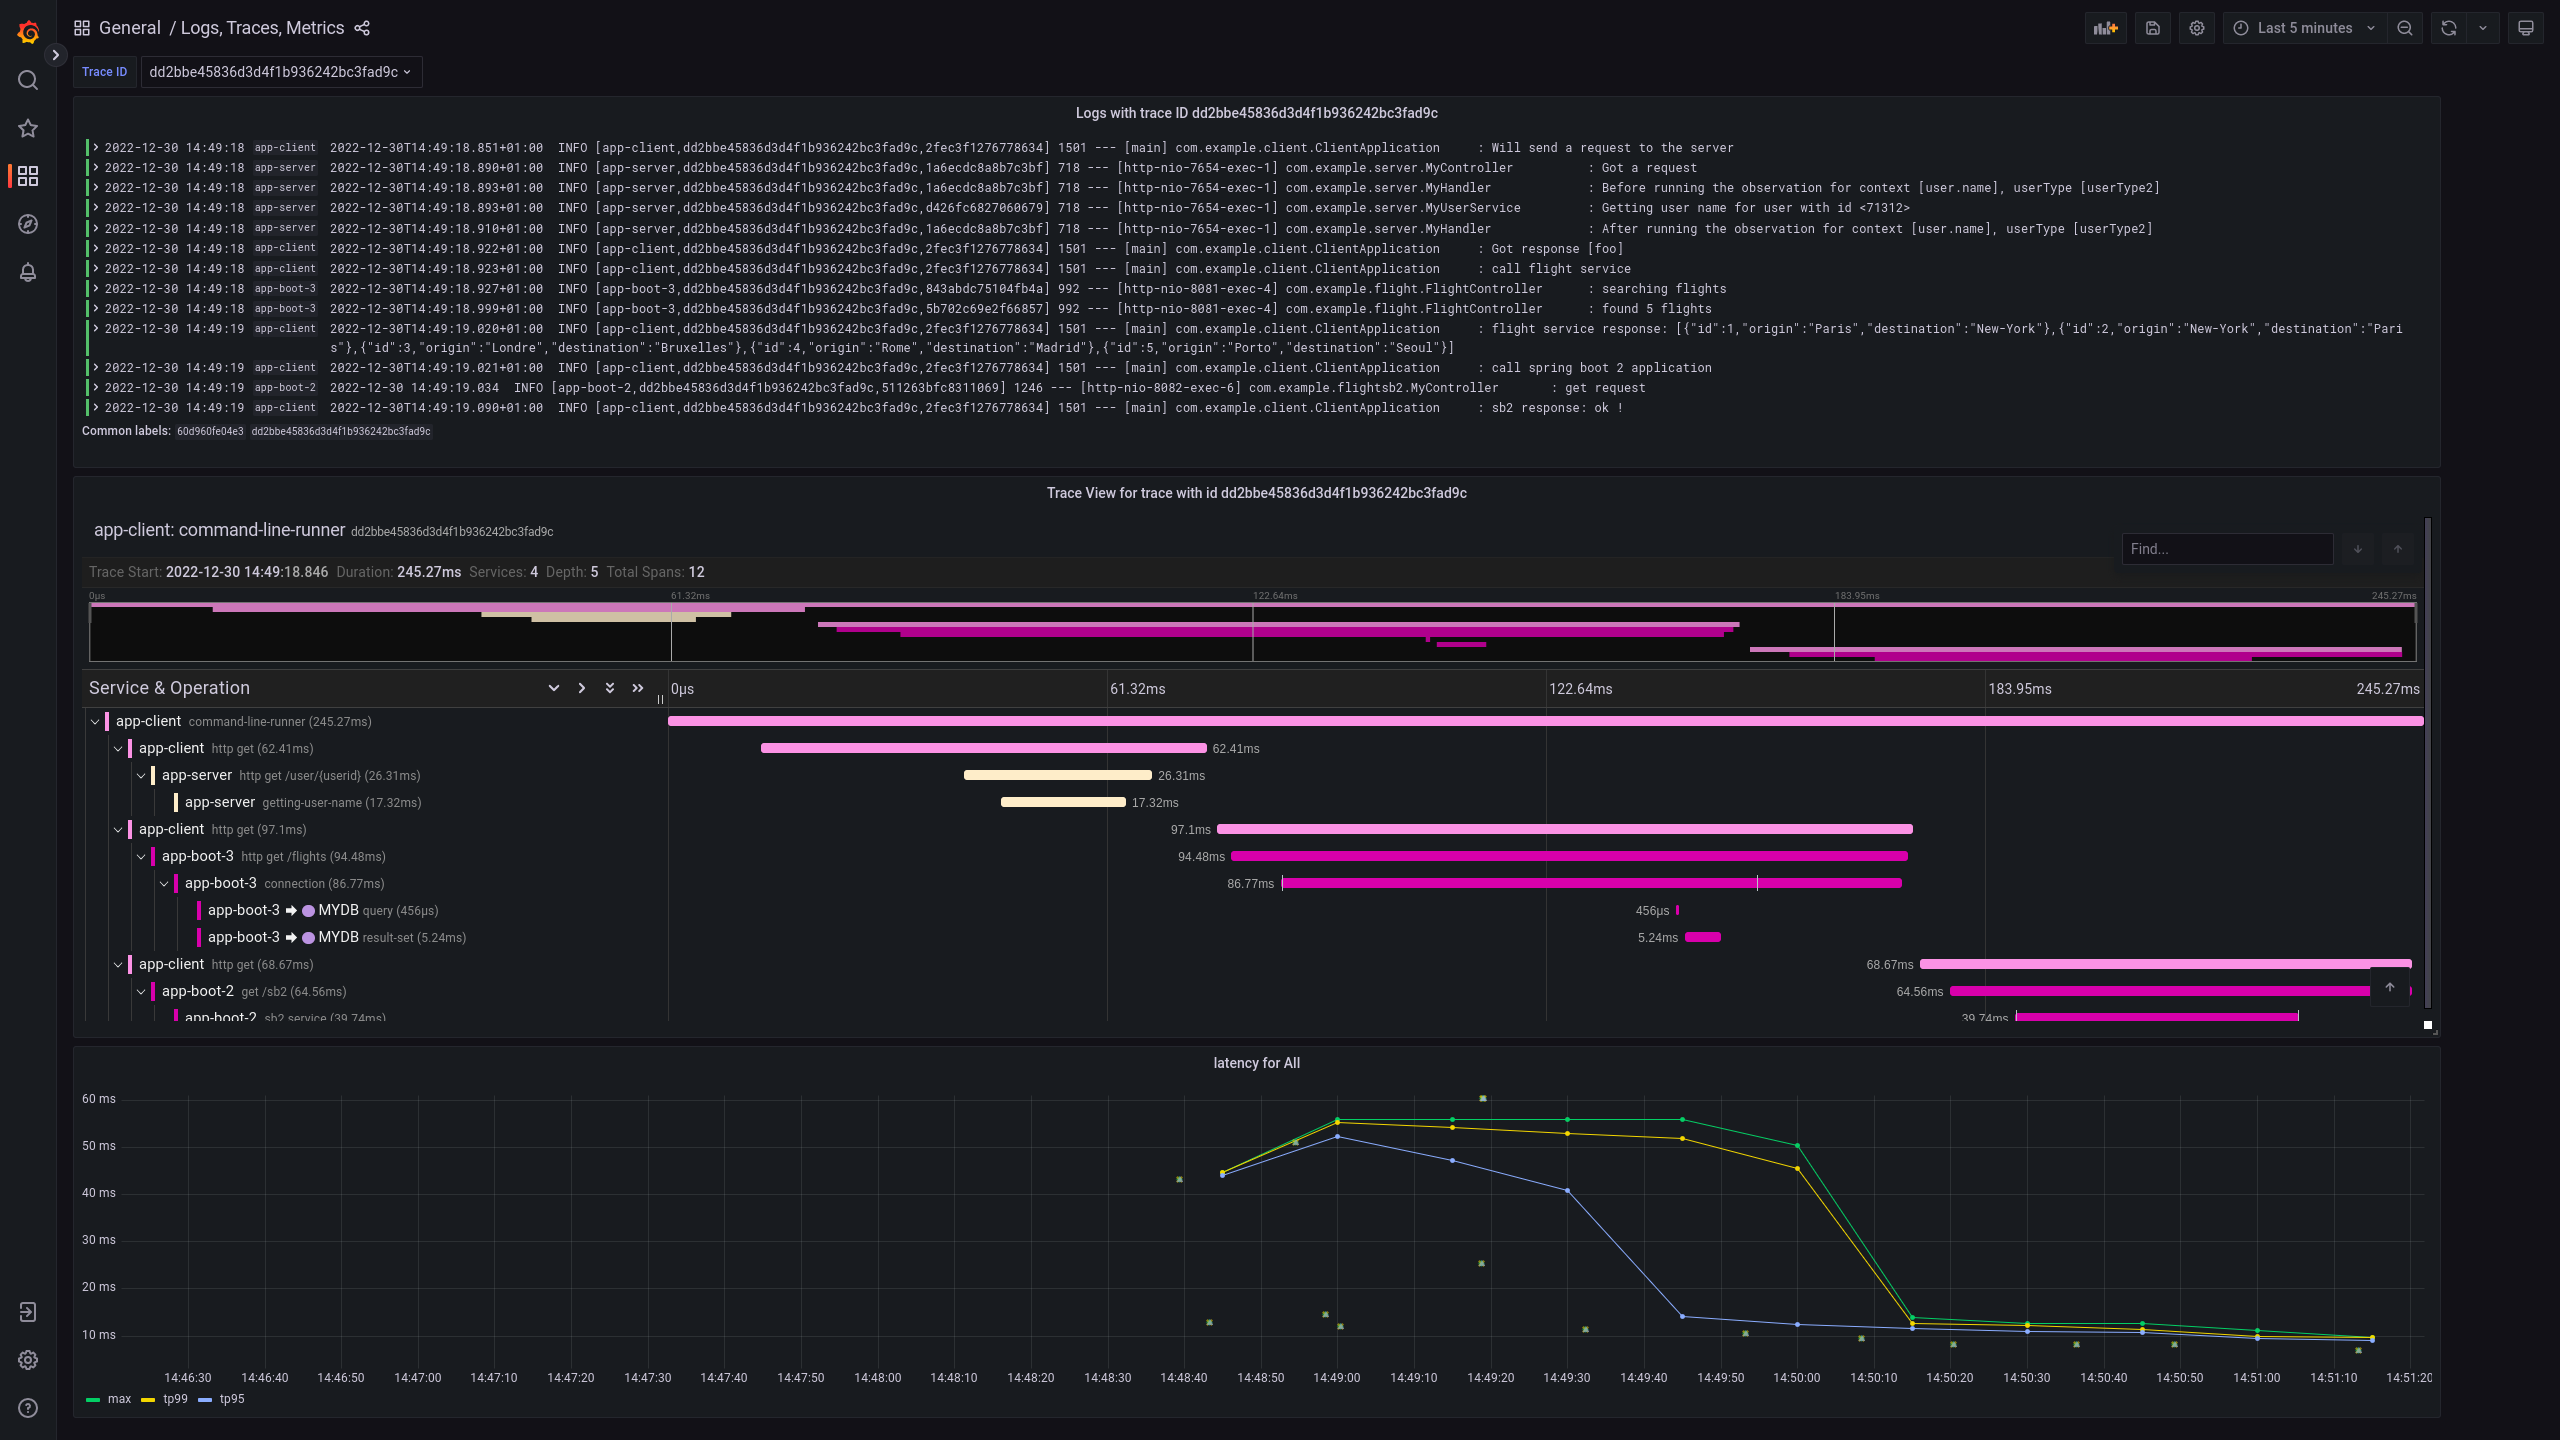 General / Logs, Traces, Metrics
Last 5 minutes
Trace ID dd2bbe45836d3d4f1b936242bc3fad9c
Logs with trace ID dd2bbe45836d3d4f1b936242bc3fad9c
2022-12-30 14:49:18 app-client 2022-12-30T14:49:18.851+01:00 INFO [app-client,dd2bbe45836d3d4f1b936242bc3fad9c,2fec3f1276778634] 1501 --- [main] com.example.client.ClientApplication : Will send a request to the server
2022-12-30 14:49:18 app-server 2022-12-30T14:49:18.890+01:00 INFO [app-server,dd2bbe45836d3d4f1b936242bc3fad9c,1a6ecdc8a8b7c3bf] 718 --- [http-nio-7654-exec-1] com.example.server.MyController : Got a request
2022-12-30 14:49:18 app-server 2022-12-30T14:49:18.893+01:00 INFO [app-server,dd2bbe45836d3d4f1b936242bc3fad9c,1a6ecdc8a8b7c3bf] 718 --- [http-nio-7654-exec-1] com.example.server.MyHandler : Before running the observation for context [user.name], userType [userType2]
2022-12-30 14:49:18 app-server 2022-12-30T14:49:18.893+01:00 INFO [app-server,dd2bbe45836d3d4f1b936242bc3fad9c,d426fc6827060679] 718 --- [http-nio-7654-exec-1] com.example.server.MyUserService : Getting user name for user with id <71312>
2022-12-30 14:49:18 app-server 2022-12-30T14:49:18.910+01:00 INFO [app-server,dd2bbe45836d3d4f1b936242bc3fad9c,1a6ecdc8a8b7c3bf] 718 --- [http-nio-7654-exec-1] com.example.server.MyHandler : After running the observation for context [user.name], userType [userType2]
2022-12-30 14:49:18 app-client 2022-12-30T14:49:18.922+01:00 INFO [app-client,dd2bbe45836d3d4f1b936242bc3fad9c,2fec3f1276778634] 1501 --- [main] com.example.client.ClientApplication : Got response [foo]
2022-12-30 14:49:18 app-client 2022-12-30T14:49:18.923+01:00 INFO [app-client,dd2bbe45836d3d4f1b936242bc3fad9c,2fec3f1276778634] 1501 --- [main] com.example.client.ClientApplication : call flight service
2022-12-30 14:49:18 app-boot-3 2022-12-30T14:49:18.927+01:00 INFO [app-boot-3,dd2bbe45836d3d4f1b936242bc3fad9c,843abdc75104fb4a] 992 --- [http-nio-8081-exec-4] com.example.flight.FlightController : searching flights
2022-12-30 14:49:18 app-boot-3 2022-12-30T14:49:18.999+01:00 INFO [app-boot-3,dd2bbe45836d3d4f1b936242bc3fad9c,5b702c69e2f66857] 992 --- [http-nio-8081-exec-4] com.example.flight.FlightController : found 5 flights
2022-12-30 14:49:19 app-client 2022-12-30T14:49:19.020+01:00 INFO [app-client,dd2bbe45836d3d4f1b936242bc3fad9c,2fec3f1276778634] 1501 --- [main] com.example.client.ClientApplication : flight service response: [{"id":1,"origin":"Paris","destination":"New-York"},{"id":2,"origin":"New-York","destination":"Pari
s"},{"id":3,"origin":"Londre","destination":"Bruxelles"},{"id":4,"origin":"Rome","destination":"Madrid"},{"id":5,"origin":"Porto","destination":"Seoul"}]
2022-12-30 14:49:19 app-client 2022-12-30T14:49:19.021+01:00 INFO [app-client,dd2bbe45836d3d4f1b936242bc3fad9c,2fec3f1276778634] 1501 --- [main] com.example.client.ClientApplication : call spring boot 2 application
2022-12-30 14:49:19 app-boot-2 2022-12-30 14:49:19.034 INFO [app-boot-2,dd2bbe45836d3d4f1b936242bc3fad9c,511263bfc8311069] 1246 --- [http-nio-8082-exec-6] com.example.flightsb2.MyController : get request
2022-12-30 14:49:19 app-client 2022-12-30T14:49:19.090+01:00 INFO [app-client,dd2bbe45836d3d4f1b936242bc3fad9c,2fec3f1276778634] 1501 --- [main] com.example.client.ClientApplication : sb2 response: ok !
Common labels: 60d960fe04e3 dd2bbe45836d3d4f1b936242bc3fad9c
Trace View for trace with id dd2bbe45836d3d4f1b936242bc3fad9c
app-client: command-line-runner dd2bbe45836d3d4f1b936242bc3fad9c
Find...
Trace Start: 2022-12-30 14:49:18.846 Duration: 245.27ms Services: 4 Depth: 5 Total Spans: 12
0μs 61.32ms 122.64ms 183.95ms 245.27ms
Service & Operation 0μs 61.32ms 122.64ms 183.95ms 245.27ms
app-client command-line-runner (245.27ms)
app-client http get (62.41ms) 62.41ms
app-server http get /user/{userid} (26.31ms) 26.31ms
app-server getting-user-name (17.32ms) 17.32ms
app-client http get (97.1ms) 97.1ms
app-boot-3 http get /flights (94.48ms) 94.48ms
app-boot-3 connection (86.77ms) 86.77ms
app-boot-3 MYDB query (456μs) 456μs
app-boot-3 MYDB result-set (5.24ms) 5.24ms
app-client http get (68.67ms) 68.67ms
app-boot-2 get /sb2 (64.56ms) 64.56ms
app-boot-2 sb2 service (39.74ms) 39.74ms
latency for All
60 ms
50 ms
40 ms
30 ms
20 ms
10 ms
14:46:30 14:46:40 14:46:50 14:47:00 14:47:10 14:47:20 14:47:30 14:47:40 14:47:50 14:48:00 14:48:10 14:48:20 14:48:30 14:48:40 14:48:50 14:49:00 14:49:10 14:49:20 14:49:30 14:49:40 14:49:50 14:50:00 14:50:10 14:50:20 14:50:30 14:50:40 14:50:50 14:51:00 14:51:10 14:51:20
max tp99 tp95